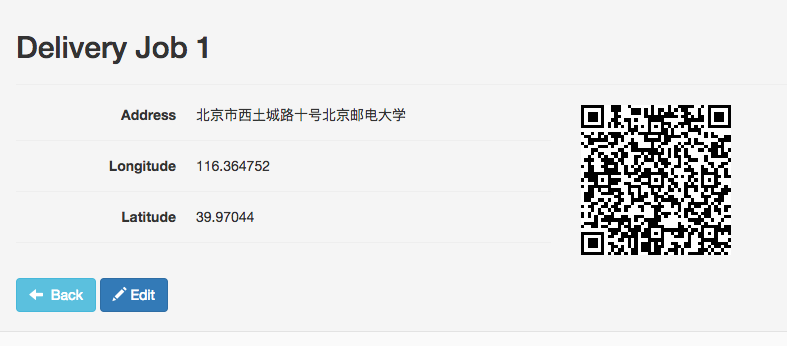 Delivery Job 1
Address 北京市西土城路十号北京邮电大学
Longitude 116.364752
Latitude 39.97044
Back Edit